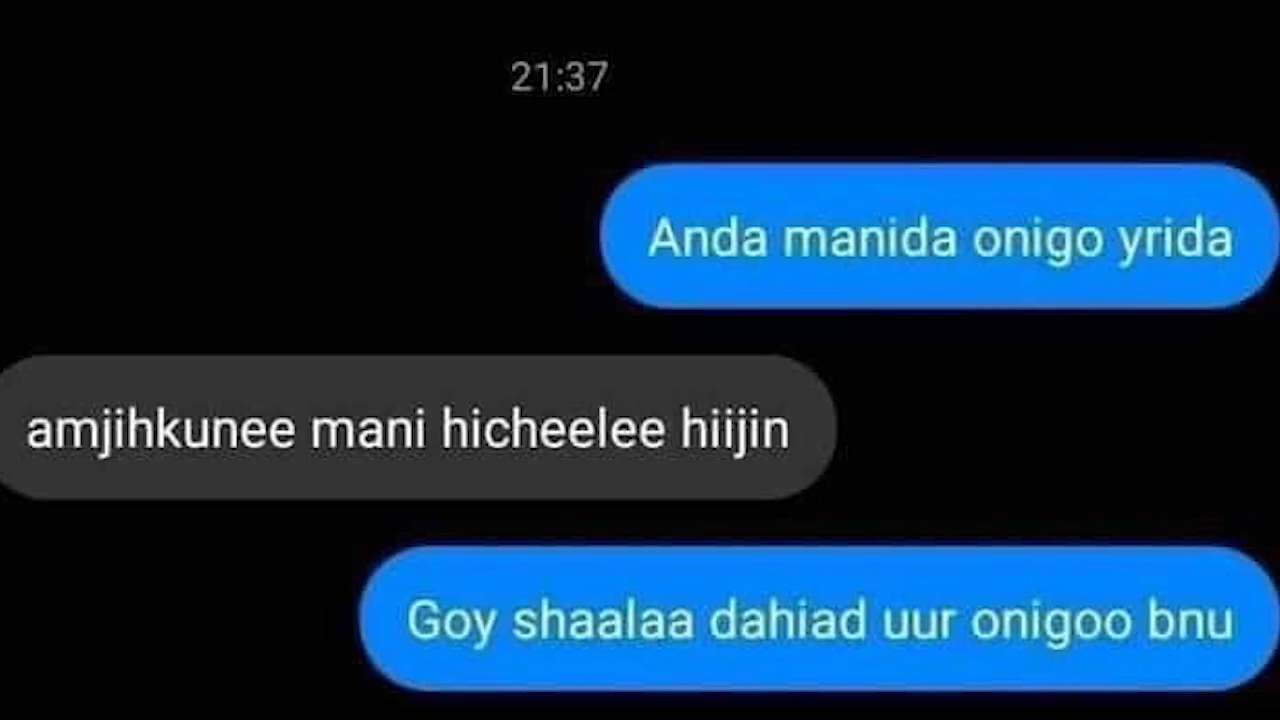 21:37
Anda manida onigo yrida
amjihkunee mani hicheelee hiijin
Goy shaalaa dahiad uur onigoo bnu